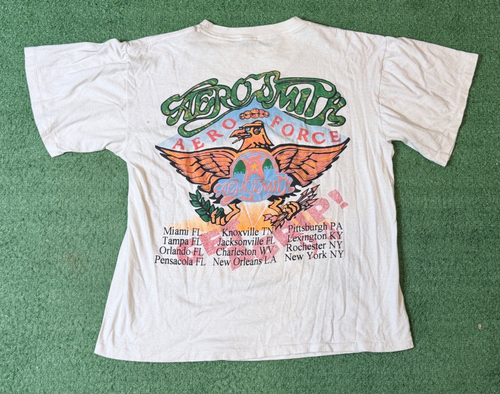 AEROSMITH
AERO FORCE
AEROSMITH
Miami FL Knoxville TN Pittsburgh PA
Tampa FL Jacksonville FL Lexington KY
Orlando FL Charleston WV Rochester NY
Pensacola FL New Orleans LA New York NY